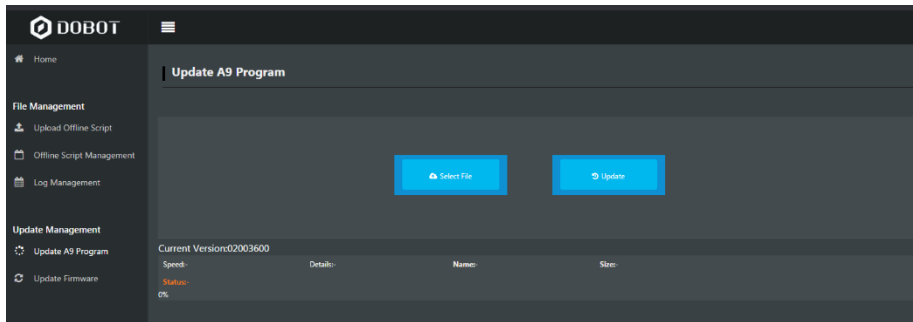 DOBOT
Home
Update A9 Program
File Management
Upload Offline Script
Offline Script Management
Log Management
Select File
Update
Update Management
Update A9 Program
Update Firmware
Current Version:02003600
Speed:- Details:- Name:- Size:-
Status:-
0%